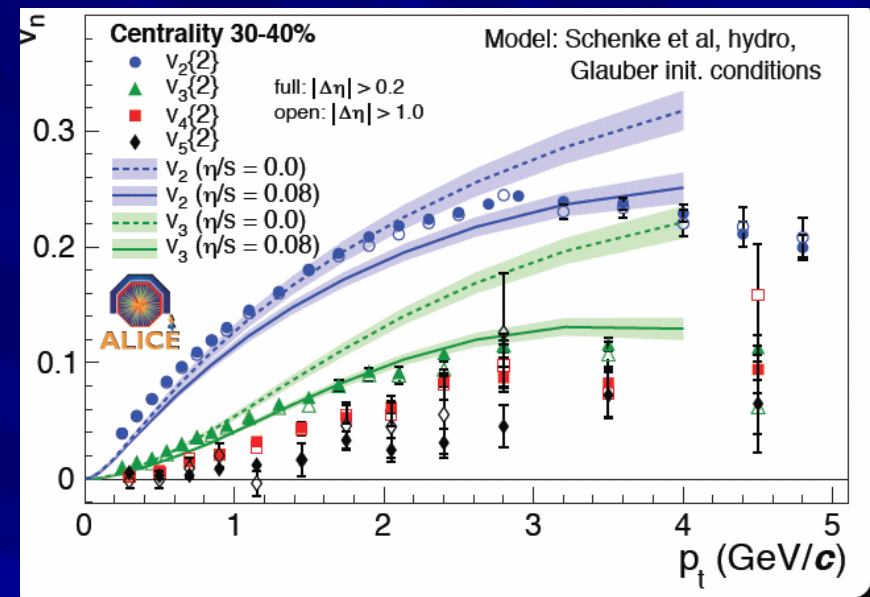 v_n
Centrality 30-40%
v₂{2}
v₃{2}
v₄{2}
v₅{2}
full: |Δη| > 0.2
open: |Δη| > 1.0
v₂ (η/s = 0.0)
v₂ (η/s = 0.08)
v₃ (η/s = 0.0)
v₃ (η/s = 0.08)
Model: Schenke et al, hydro,
Glauber init. conditions
ALICE
0.3
0.2
0.1
0
0 1 2 3 4 5
p_t (GeV/c)